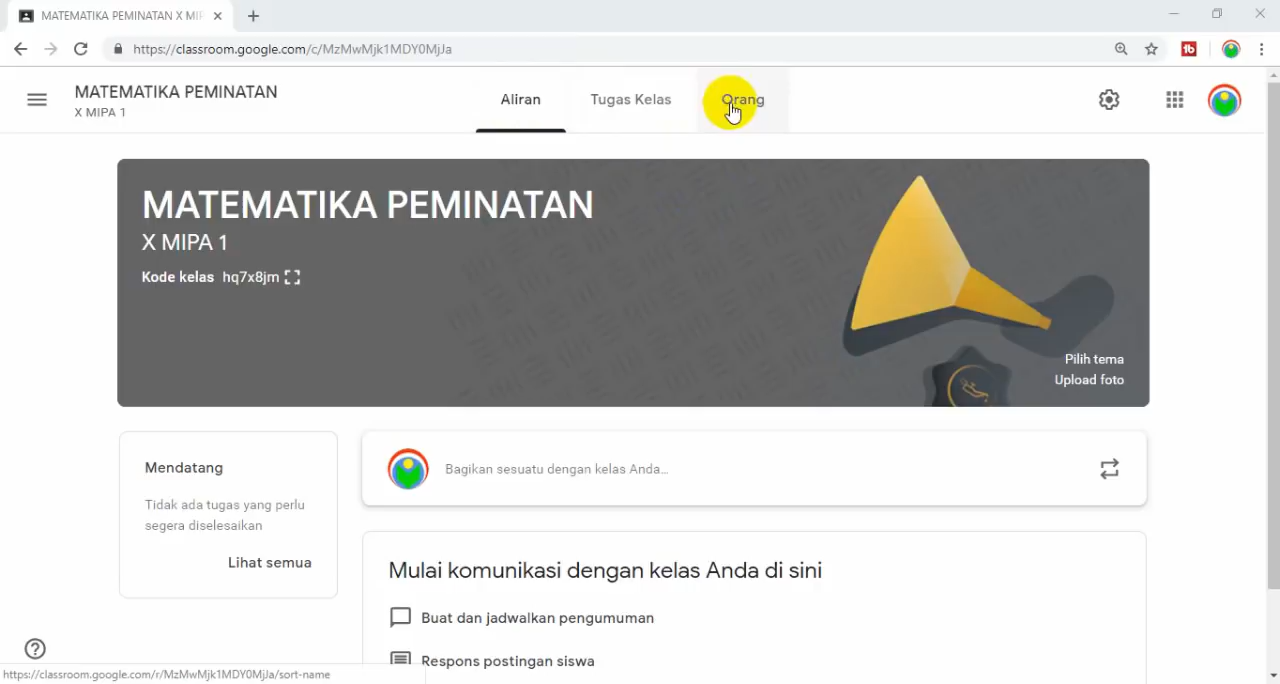 MATEMATIKA PEMINATAN X MIP
https://classroom.google.com/c/MzMwMjk1MDY0MjJa
MATEMATIKA PEMINATAN
X MIPA 1
Aliran
Tugas Kelas
Orang
MATEMATIKA PEMINATAN
X MIPA 1
Kode kelas hq7x8jm
Pilih tema
Upload foto
Mendatang
Tidak ada tugas yang perlu
segera diselesaikan
Lihat semua
Bagikan sesuatu dengan kelas Anda...
Mulai komunikasi dengan kelas Anda di sini
Buat dan jadwalkan pengumuman
Respons postingan siswa
https://classroom.google.com/r/MzMwMjk1MDY0MjJa/sort-name